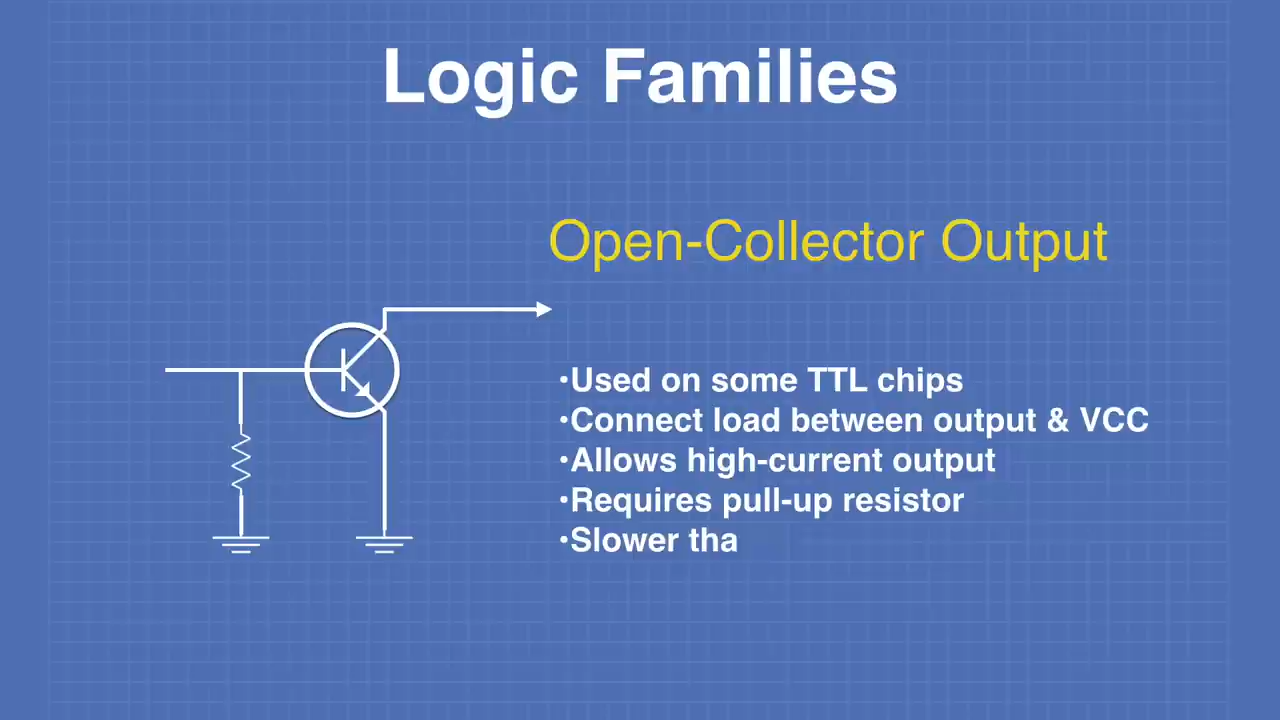 Logic Families
Open-Collector Output
•Used on some TTL chips
•Connect load between output & VCC
•Allows high-current output
•Requires pull-up resistor
•Slower tha